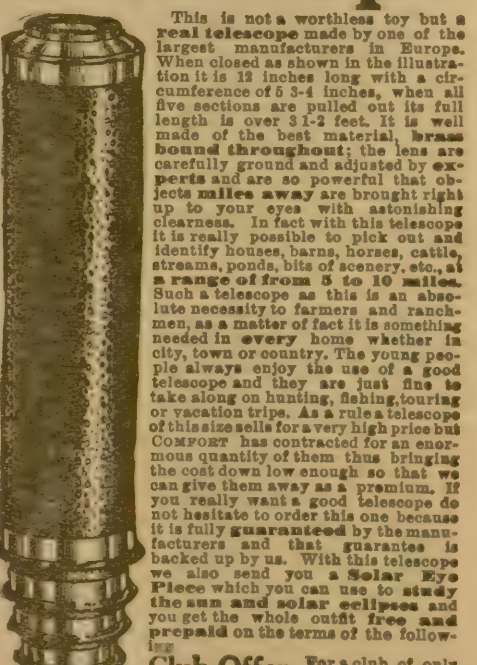 This is not a worthless toy but a
real telescope made by one of the
largest manufacturers in Europe.
When closed as shown in the illustra-
tion it is 12 inches long with a cir-
cumference of 5 3-4 inches, when all
five sections are pulled out its full
length is over 3 1-2 feet. It is well
made of the best material, brass
bound throughout; the lens are
carefully ground and adjusted by ex-
perts and are so powerful that ob-
jects miles away are brought right
up to your eyes with astonishing
clearness. In fact with this telescope
it is really possible to pick out and
identify houses, barns, horses, cattle,
streams, ponds, bits of scenery, etc., at
a range of from 5 to 10 miles.
Such a telescope as this is an abso-
lute necessity to farmers and ranch-
men, as a matter of fact it is something
needed in every home whether in
city, town or country. The young peo-
ple always enjoy the use of a good
telescope and they are just fine to
take along on hunting, fishing, touring
or vacation trips. As a rule a telescope
of this size sells for a very high price but
COMFORT has contracted for an enor-
mous quantity of them thus bringing
the cost down low enough so that we
can give them away as a premium. If
you really want a good telescope do
not hesitate to order this one because
it is fully guaranteed by the manu-
facturers and that guarantee is
backed up by us. With this telescope
we also send you a Solar Eye
Piece which you can use to study
the sun and solar eclipses and
you get the whole outfit free and
prepaid on the terms of the follow-
ing
Club Offer. For a club of only